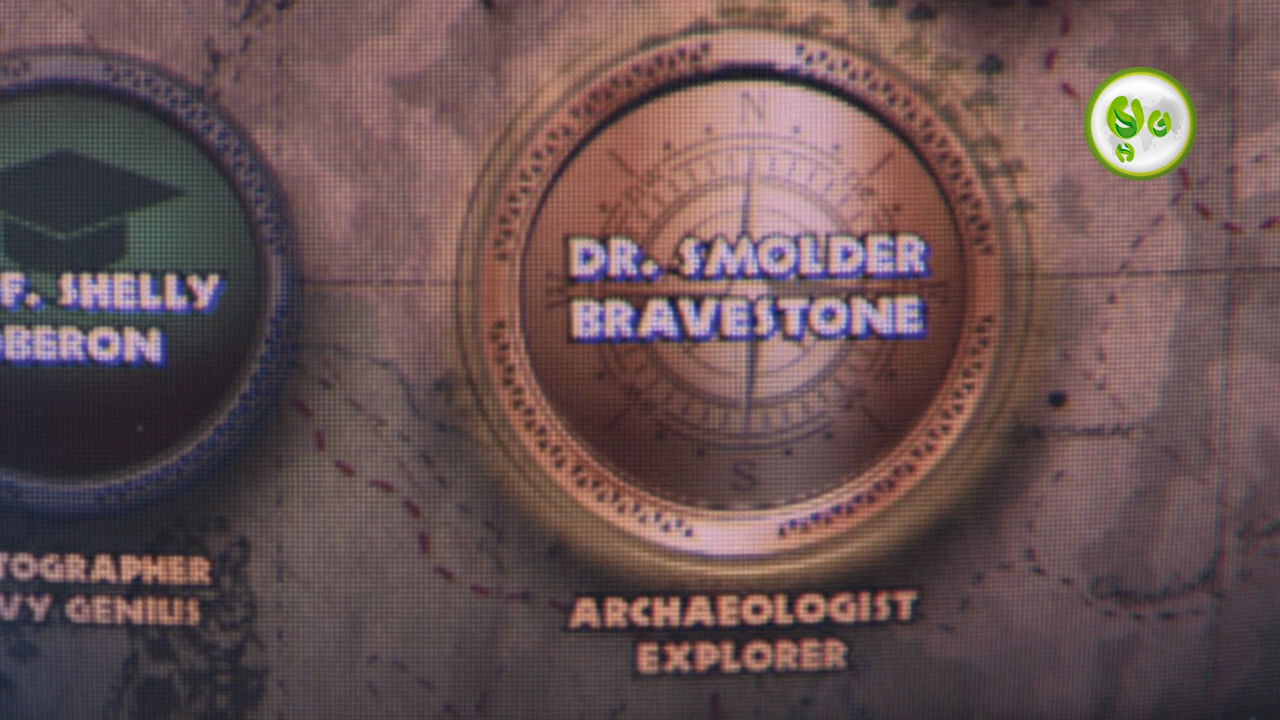 N
F. SHELLY
BERON
DR. SMOLDER
BRAVESTONE
S
TOGRAPHER
VY GENIUS
ARCHAEOLOGIST
EXPLORER